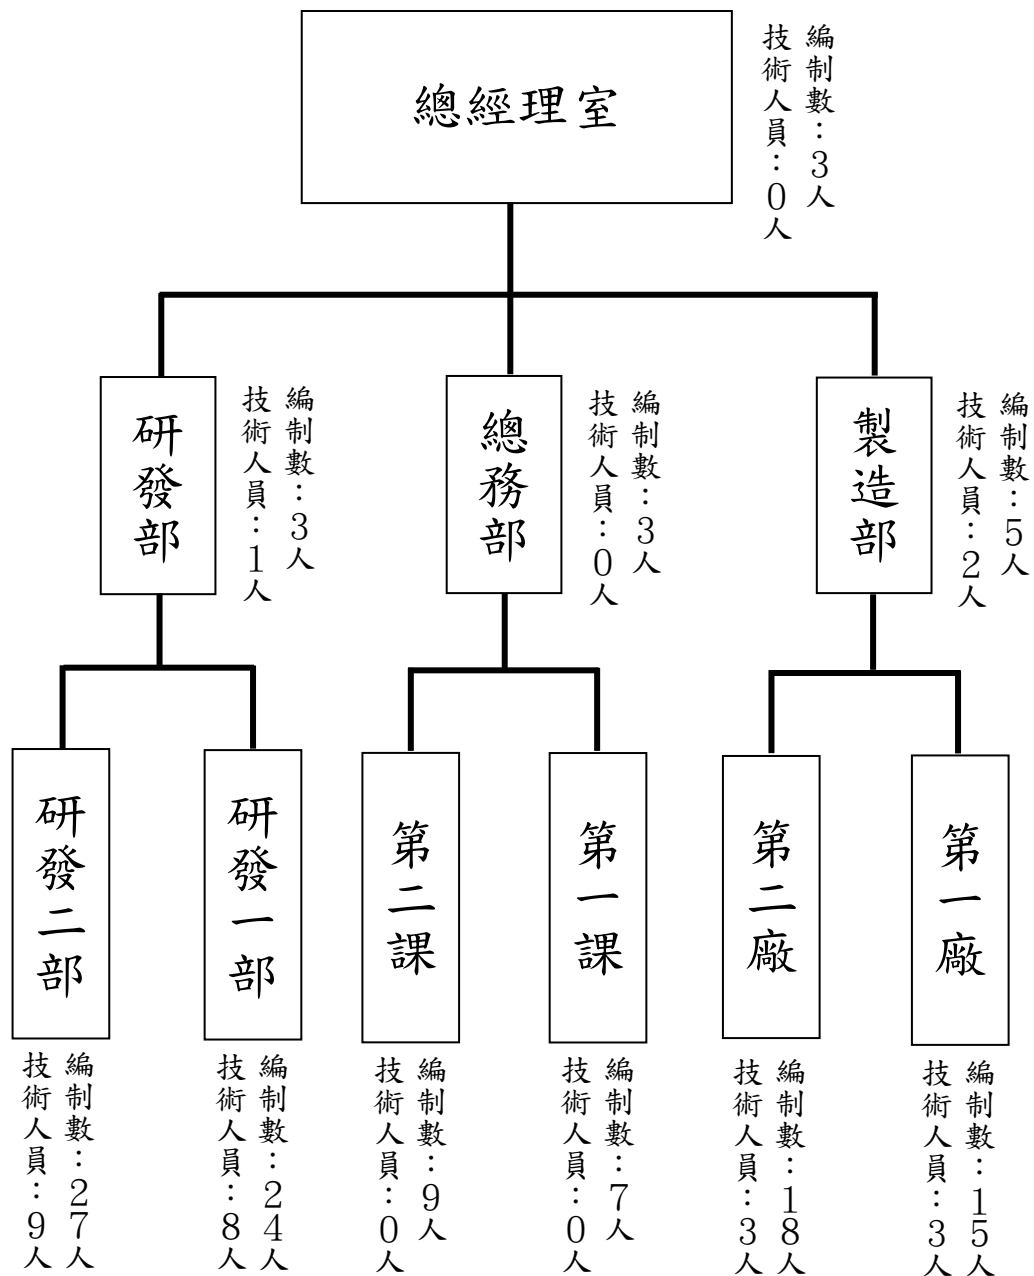 總經理室
編制數：3人
技術人員：0人
研發部
編制數：3人
技術人員：1人
總務部
編制數：3人
技術人員：0人
製造部
編制數：5人
技術人員：2人
研發二部
編制數：27人
技術人員：9人
研發一部
編制數：24人
技術人員：8人
第二課
編制數：9人
技術人員：0人
第一課
編制數：7人
技術人員：0人
第二廠
編制數：18人
技術人員：3人
第一廠
編制數：15人
技術人員：3人